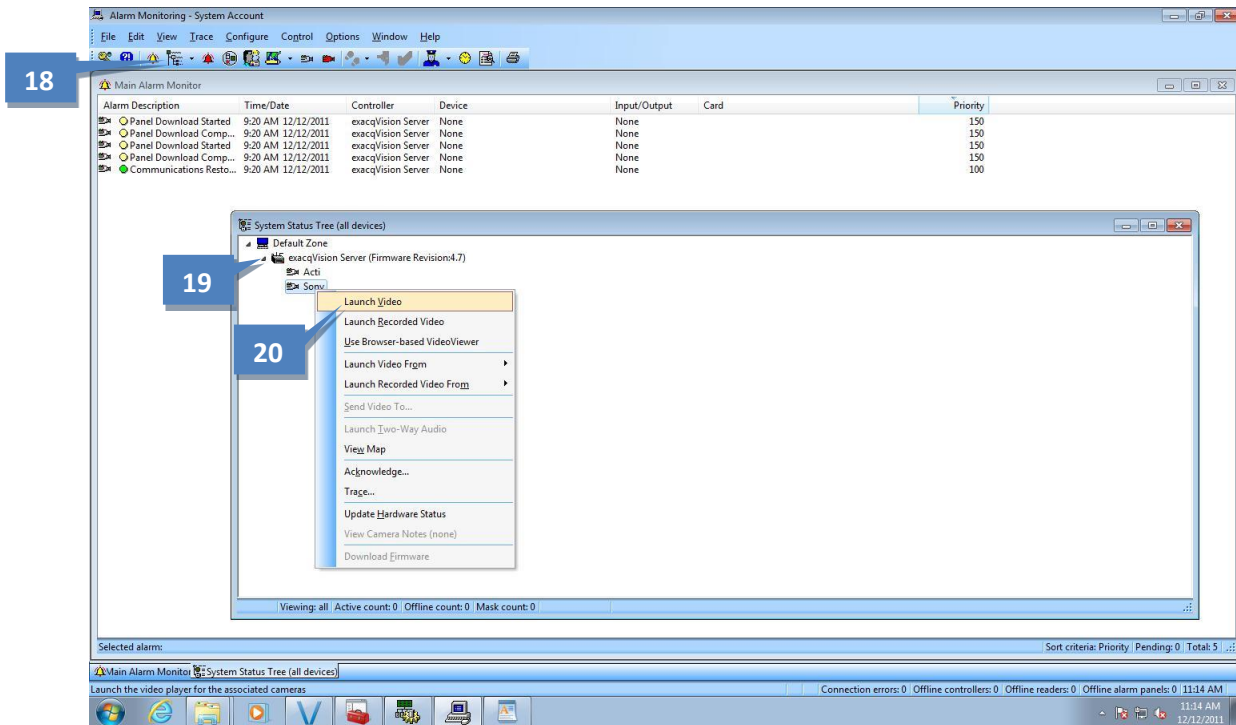 Alarm Monitoring - System Account
File Edit View Trace Configure Control Options Window Help
18
Main Alarm Monitor
Alarm Description Time/Date Controller Device Input/Output Card Priority
Panel Download Started 9:20 AM 12/12/2011 exacqVision Server None None 150
Panel Download Comp... 9:20 AM 12/12/2011 exacqVision Server None None 150
Panel Download Started 9:20 AM 12/12/2011 exacqVision Server None None 150
Panel Download Comp... 9:20 AM 12/12/2011 exacqVision Server None None 150
Communications Resto... 9:20 AM 12/12/2011 exacqVision Server None None 100
System Status Tree (all devices)
Default Zone
exacqVision Server (Firmware Revision:4.7)
Acti
19
Sony
Launch Video
Launch Recorded Video
20
Use Browser-based VideoViewer
Launch Video From
Launch Recorded Video From
Send Video To...
Launch Two-Way Audio
View Map
Acknowledge...
Trace...
Update Hardware Status
View Camera Notes (none)
Download Firmware
Viewing: all Active count: 0 Offline count: 0 Mask count: 0
Selected alarm: Sort criteria: Priority Pending: 0 Total: 5
Main Alarm Monitor System Status Tree (all devices)
Launch the video player for the associated cameras Connection errors: 0 Offline controllers: 0 Offline readers: 0 Offline alarm panels: 0 11:14 AM
11:14 AM
12/12/2011